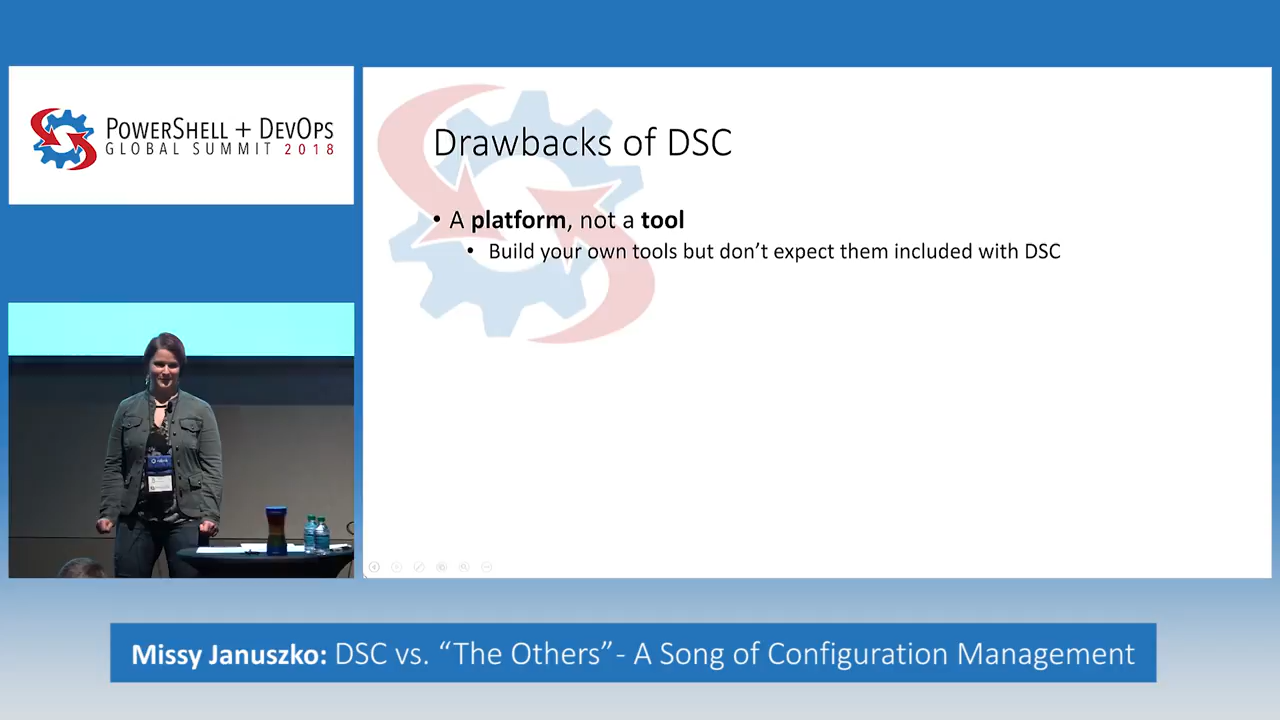 POWERSHELL + DEVOPS
GLOBAL SUMMIT 2018
Drawbacks of DSC
• A platform, not a tool
• Build your own tools but don’t expect them included with DSC
Missy Januszko: DSC vs. “The Others”- A Song of Configuration Management